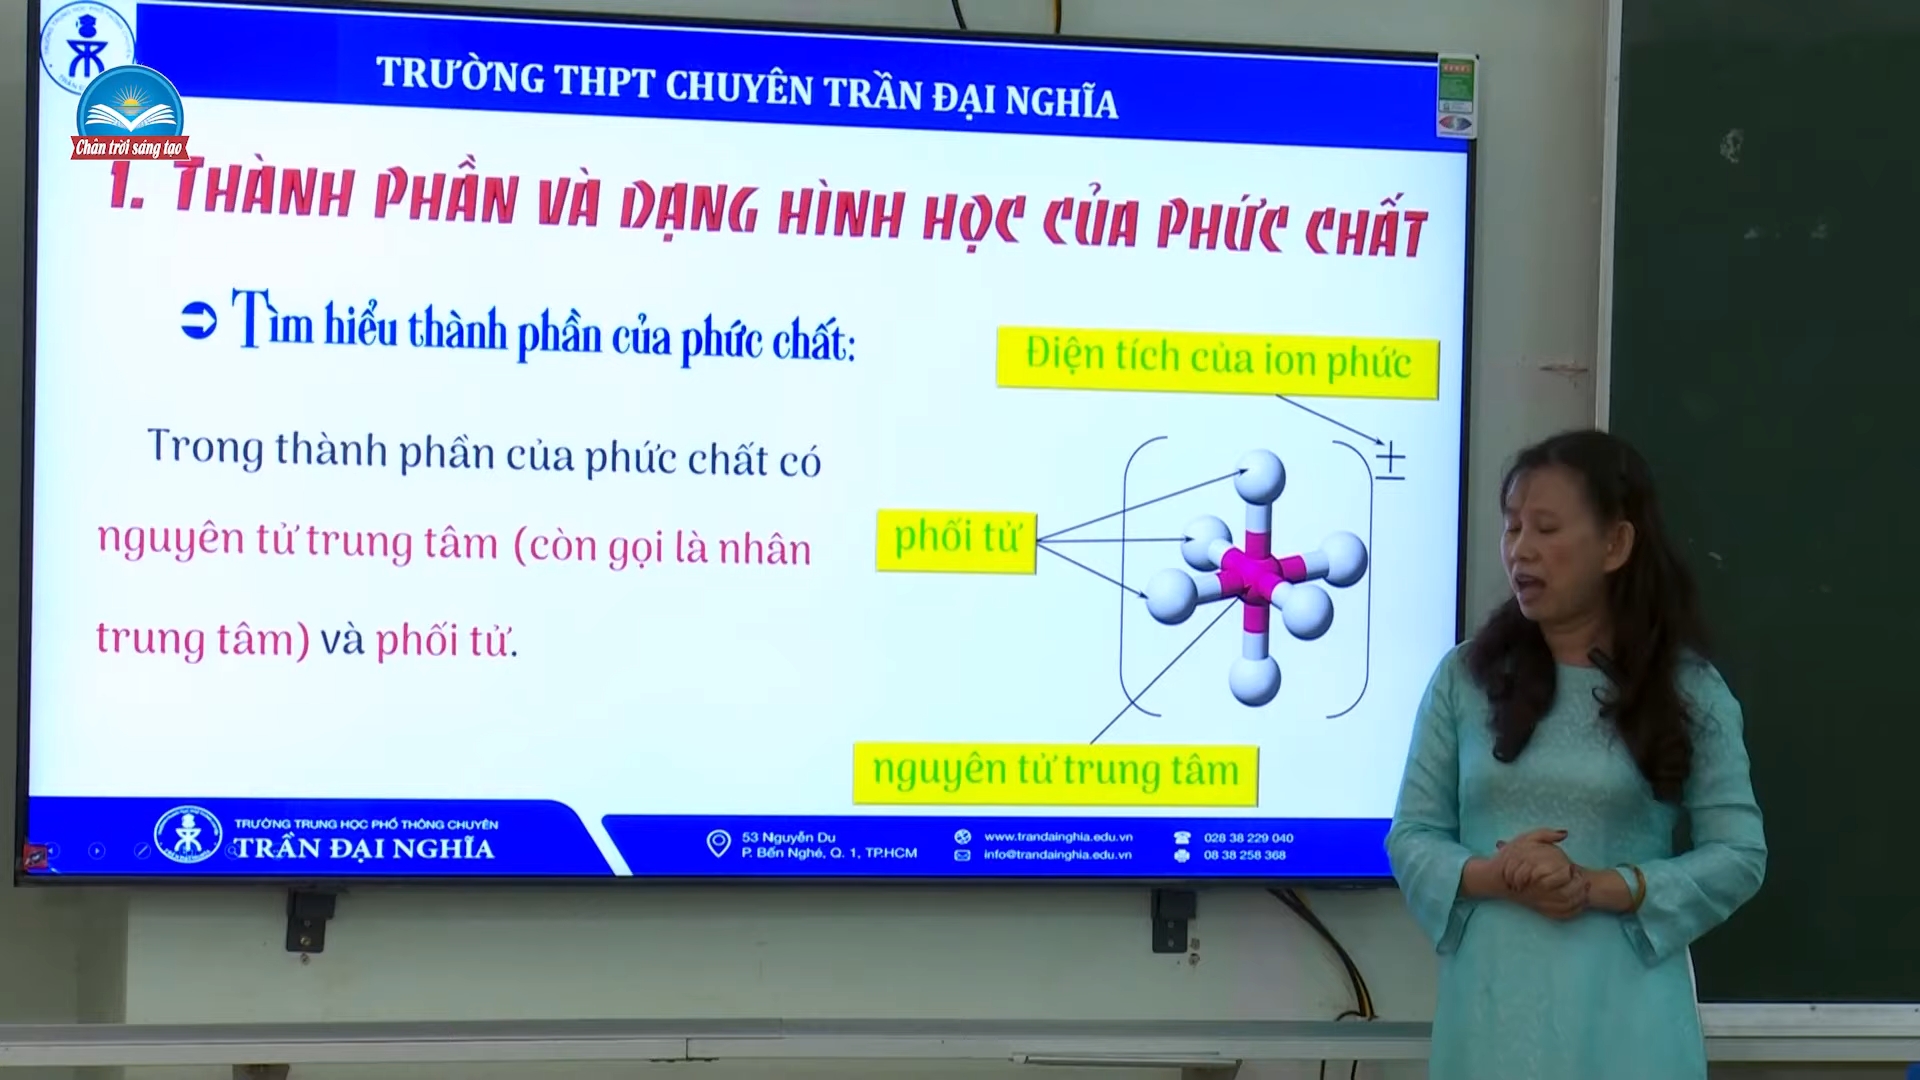 TRƯỜNG THPT CHUYÊN TRẦN ĐẠI NGHĨA
Chân trời sáng tạo
1. THÀNH PHẦN VÀ DẠNG HÌNH HỌC CỦA PHỨC CHẤT
Tìm hiểu thành phần của phức chất:
Điện tích của ion phức
±
Trong thành phần của phức chất có
nguyên tử trung tâm (còn gọi là nhân
trung tâm) và phối tử.
phối tử
nguyên tử trung tâm
TRƯỜNG TRUNG HỌC PHỔ THÔNG CHUYÊN
TRẦN ĐẠI NGHĨA
53 Nguyễn Du
P. Bến Nghé, Q. 1, TP.HCM
www.trandainghia.edu.vn
info@trandainghia.edu.vn
028 38 229 040
08 38 258 368